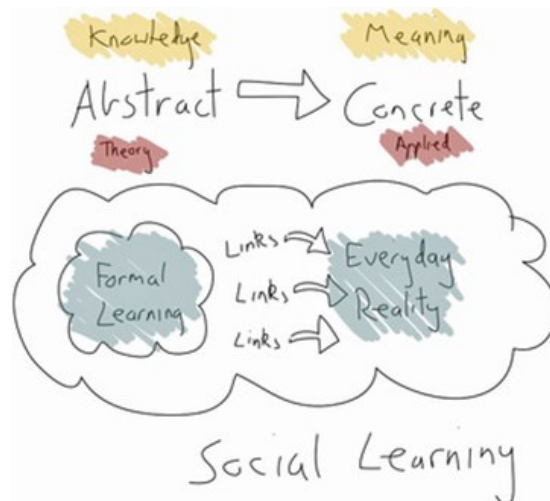 Knowledge Meaning
Abstract Concrete
Theory Applied
Formal
Learning
Links
Links
Links
Everyday
Reality
Social Learning